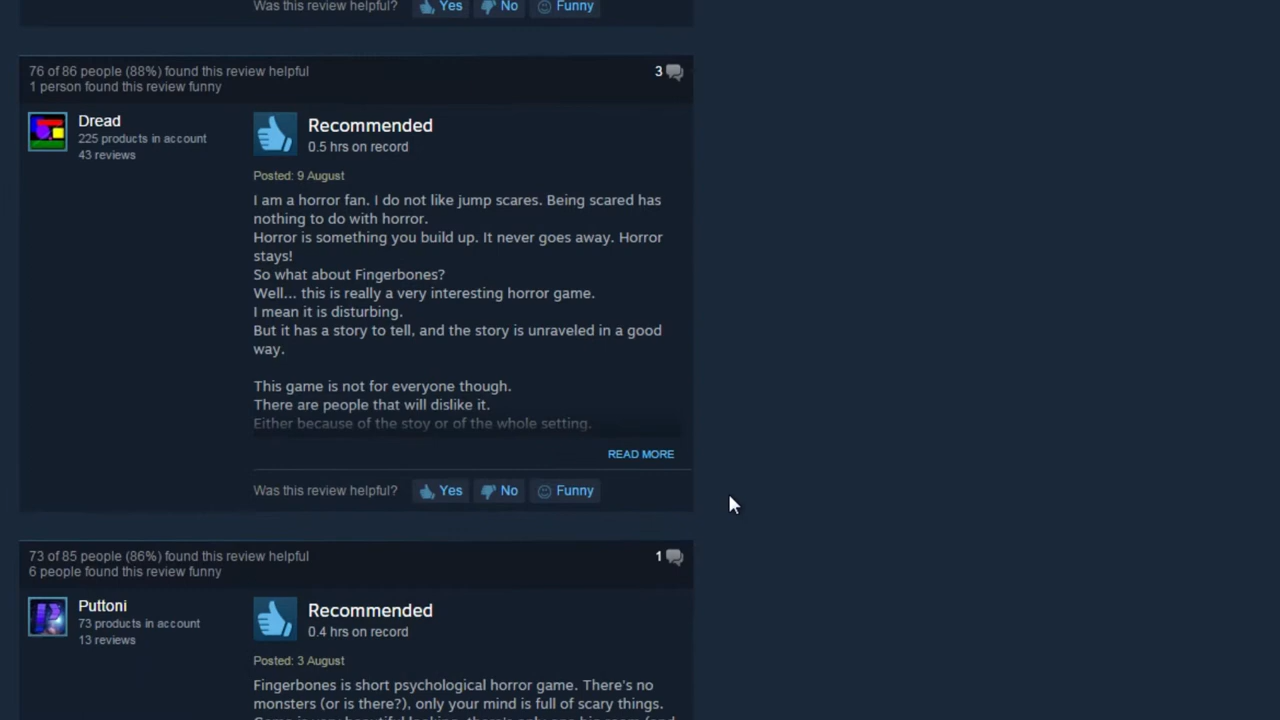 Was this review helpful? Yes No Funny
76 of 86 people (88%) found this review helpful 3
1 person found this review funny
Dread
225 products in account
43 reviews
Recommended
0.5 hrs on record
Posted: 9 August
I am a horror fan. I do not like jump scares. Being scared has
nothing to do with horror.
Horror is something you build up. It never goes away. Horror
stays!
So what about Fingerbones?
Well... this is really a very interesting horror game.
I mean it is disturbing.
But it has a story to tell, and the story is unraveled in a good
way.
This game is not for everyone though.
There are people that will dislike it.
Either because of the stoy or of the whole setting.
READ MORE
Was this review helpful? Yes No Funny
73 of 85 people (86%) found this review helpful 1
6 people found this review funny
Puttoni
73 products in account
13 reviews
Recommended
0.4 hrs on record
Posted: 3 August
Fingerbones is short psychological horror game. There's no
monsters (or is there?), only your mind is full of scary things.